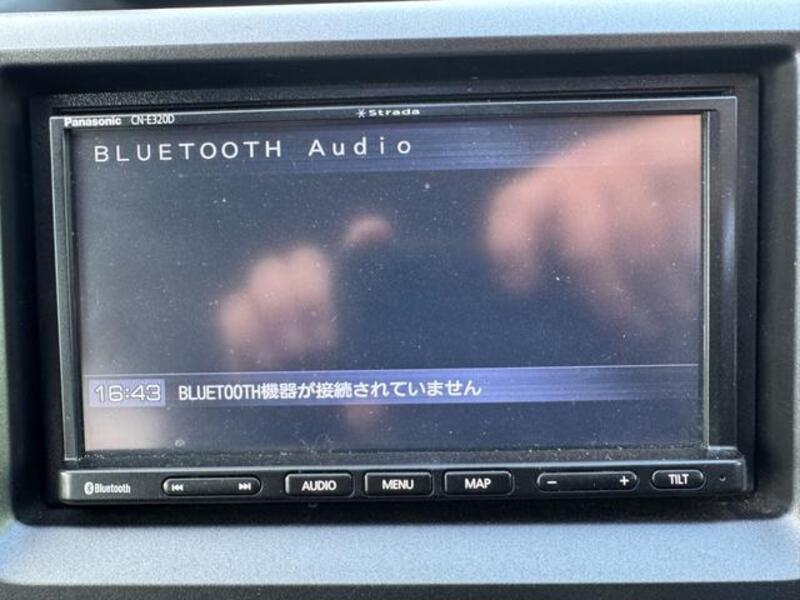 Panasonic CN-E320D
Strada
BLUETOOTH Audio
16:43 BLUETOOTH機器が接続されていません
Bluetooth
AUDIO
MENU
MAP
− +
TILT